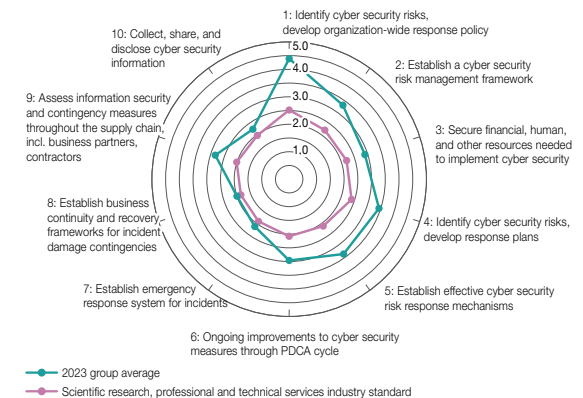 1: Identify cyber security risks,
develop organization-wide response policy
2: Establish a cyber security
risk management framework
3: Secure financial, human,
and other resources needed
to implement cyber security
4: Identify cyber security risks,
develop response plans
5: Establish effective cyber security
risk response mechanisms
6: Ongoing improvements to cyber security
measures through PDCA cycle
7: Establish emergency
response system for incidents
8: Establish business
continuity and recovery
frameworks for incident
damage contingencies
9: Assess information security
and contingency measures
throughout the supply chain,
incl. business partners,
contractors
10: Collect, share, and
disclose cyber security
information
5.0
4.0
3.0
2.0
1.0
2023 group average
Scientific research, professional and technical services industry standard